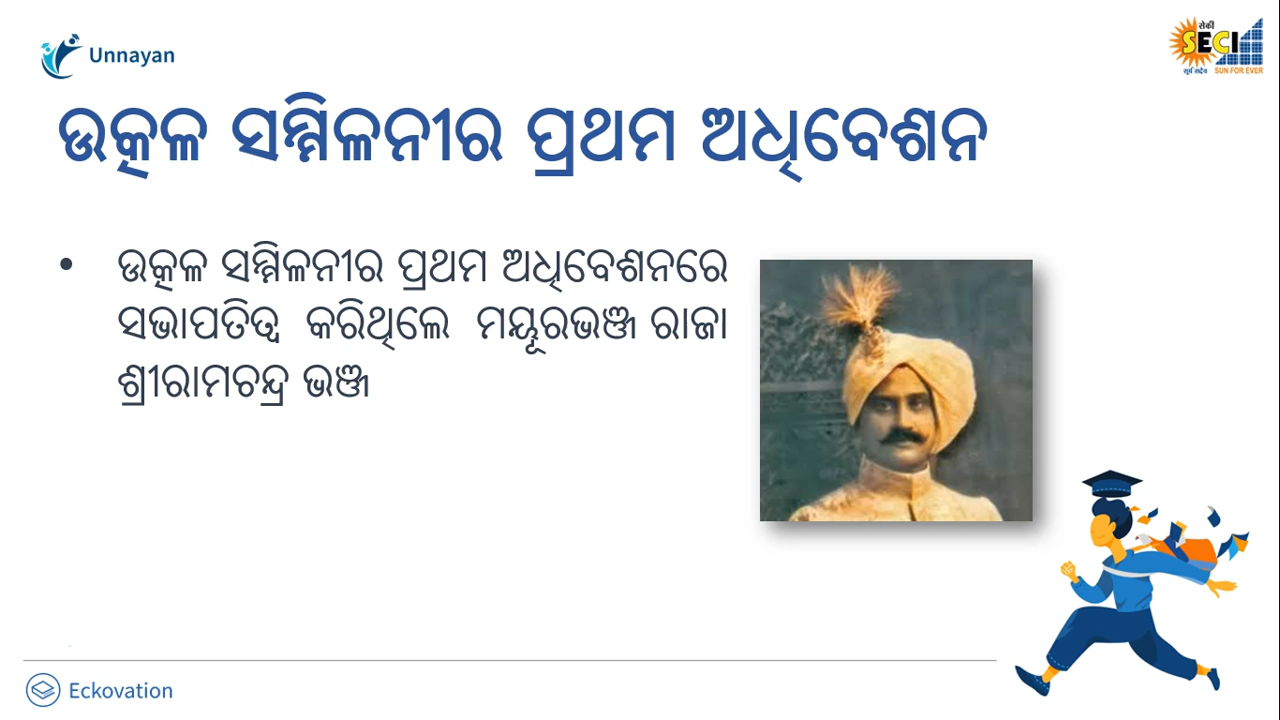 Unnayan
सेकी
SECI
सूर्य सदैव SUN FOR EVER
ଉତ୍କଳ ସମ୍ମିଳନୀର ପ୍ରଥମ ଅଧିବେଶନ
• ଉତ୍କଳ ସମ୍ମିଳନୀର ପ୍ରଥମ ଅଧିବେଶନରେ
ସଭାପତିତ୍ୱ କରିଥିଲେ ମୟୂରଭଞ୍ଜ ରାଜା
ଶ୍ରୀରାମଚନ୍ଦ୍ର ଭଞ୍ଜ
Eckovation